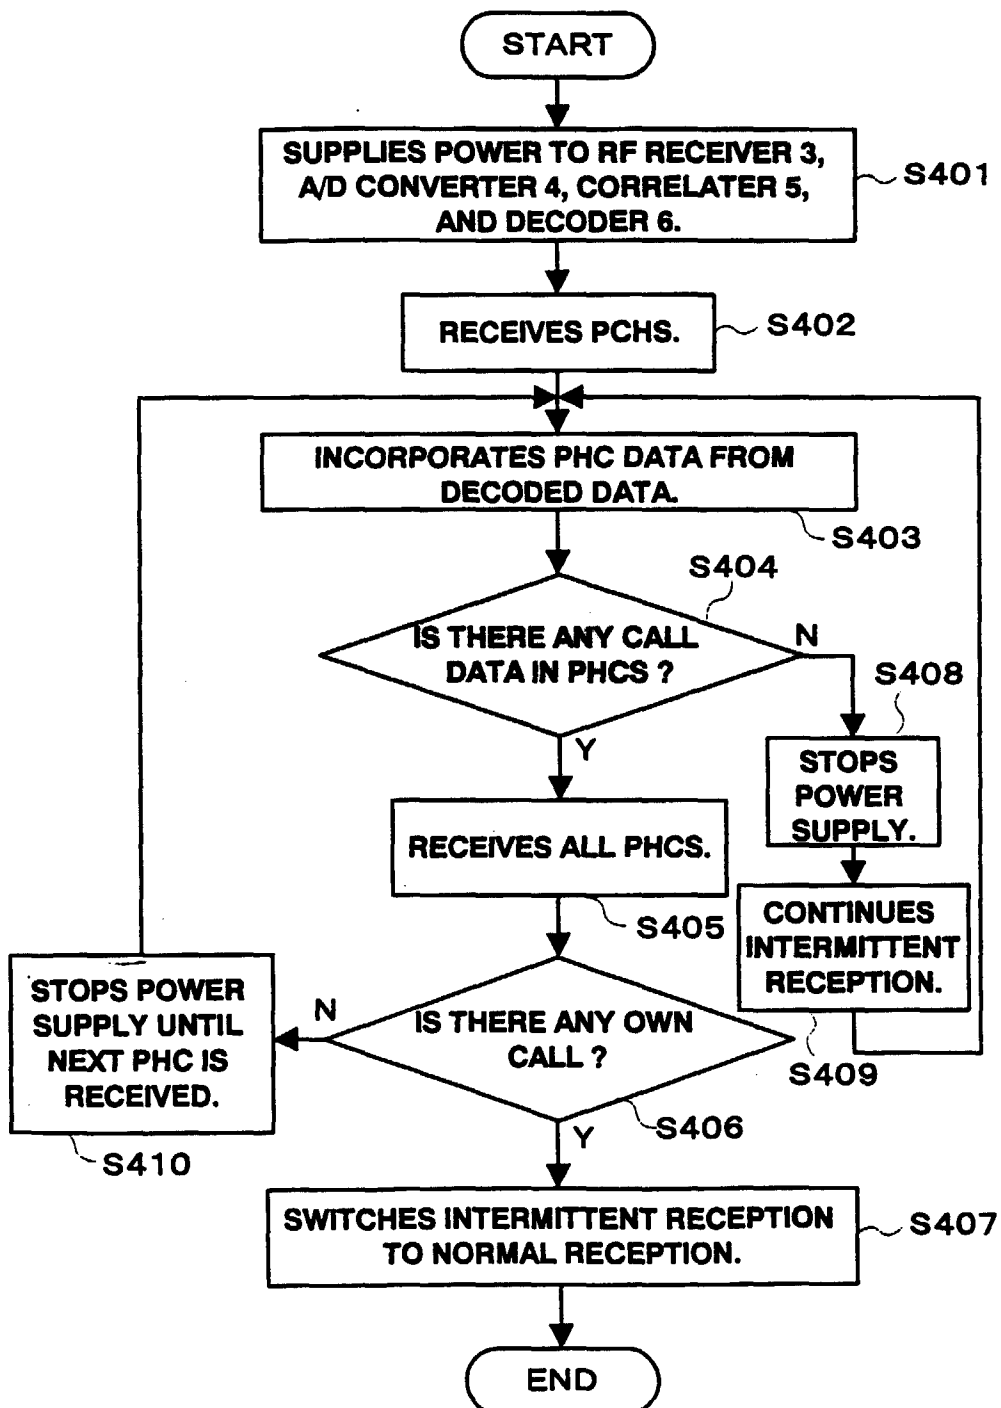 START
SUPPLIES POWER TO RF RECEIVER 3,
A/D CONVERTER 4, CORRELATER 5,
AND DECODER 6.
S401
RECEIVES PCHS.
S402
INCORPORATES PHC DATA FROM
DECODED DATA.
S403
S404
IS THERE ANY CALL
DATA IN PHCS ?
N
Y
S408
STOPS
POWER
SUPPLY.
RECEIVES ALL PHCS.
S405
CONTINUES
INTERMITTENT
RECEPTION.
S409
IS THERE ANY OWN
CALL ?
N
Y
S406
STOPS POWER
SUPPLY UNTIL
NEXT PHC IS
RECEIVED.
S410
SWITCHES INTERMITTENT RECEPTION
TO NORMAL RECEPTION.
S407
END